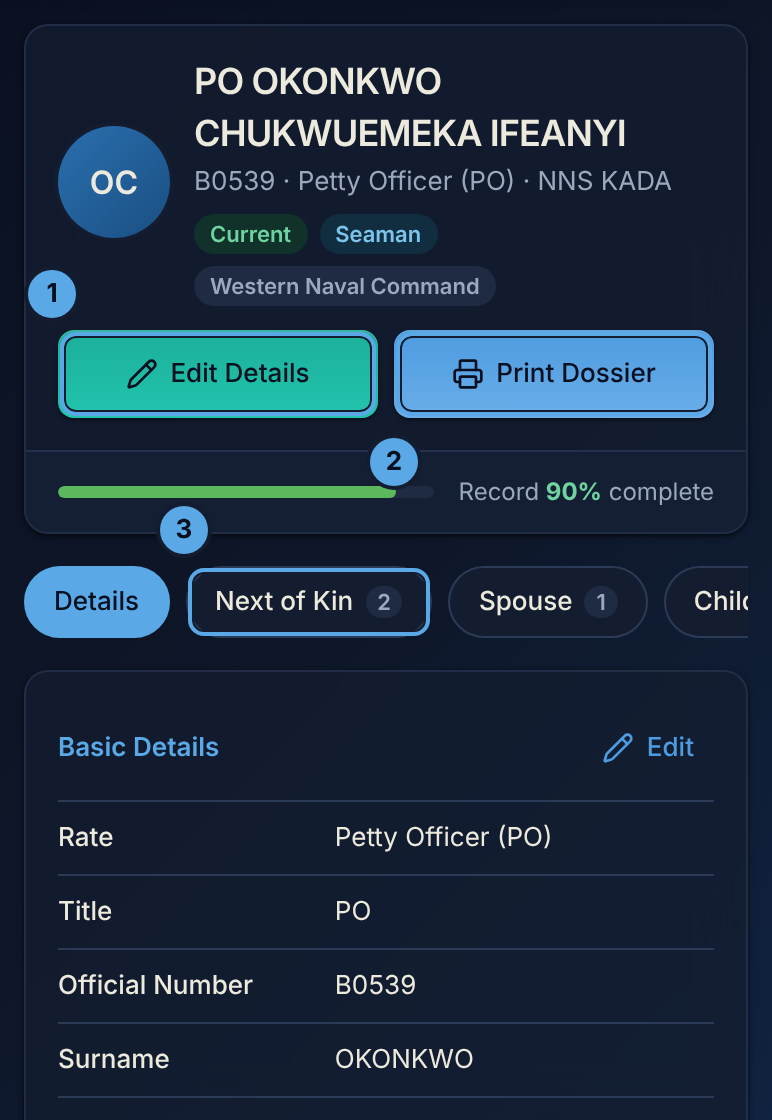 PO OKONKWO
CHUKWUEMEKA IFEANYI
OC
B0539 · Petty Officer (PO) · NNS KADA
Current Seaman
Western Naval Command
1
Edit Details
2
Print Dossier
Record 90% complete
3
Details
Next of Kin 2
Spouse 1
Basic Details
Edit
Rate Petty Officer (PO)
Title PO
Official Number B0539
Surname OKONKWO